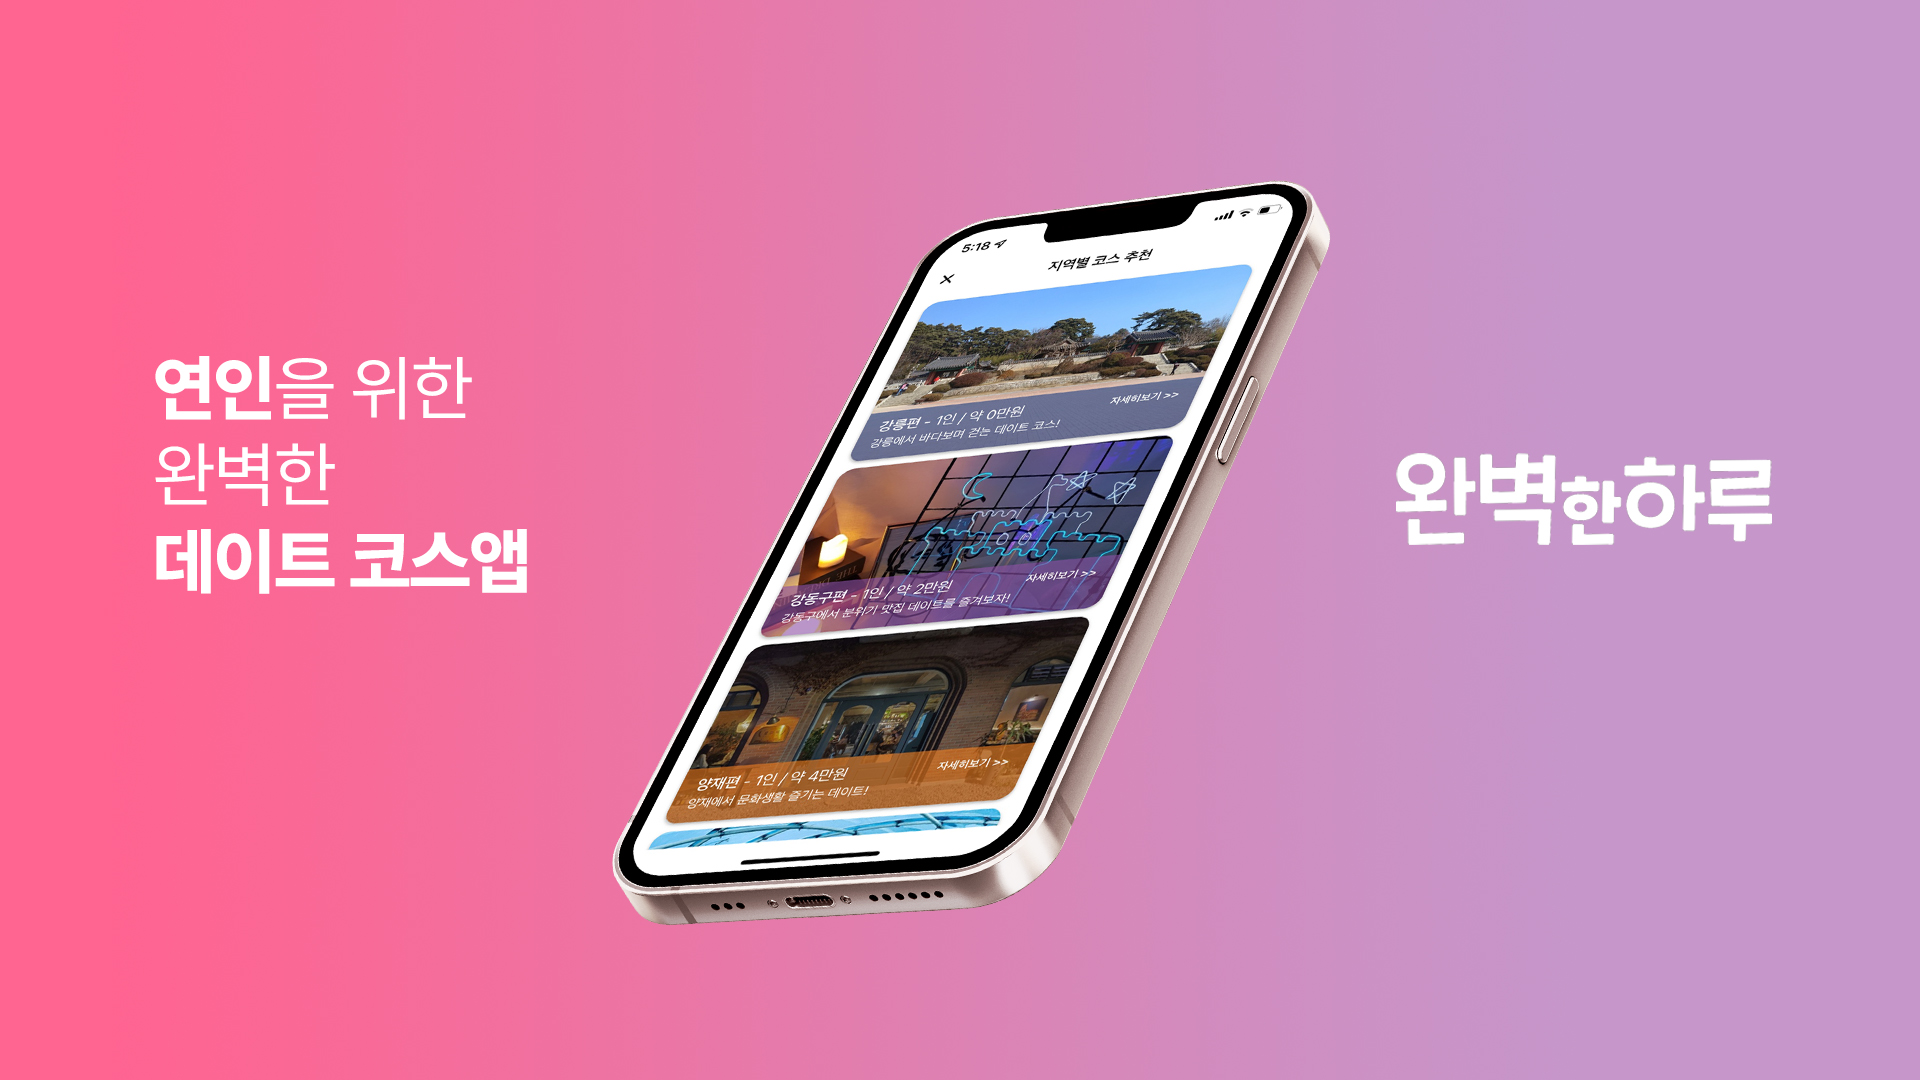 연인을 위한
완벽한
데이트 코스앱
5:18
지역별 코스 추천
강릉편 - 1인 / 약 0만원
자세히보기 >>
강릉에서 바다보며 걷는 데이트 코스!
강동구편 - 1인 / 약 2만원
자세히보기 >>
강동구에서 분위기 맛집 데이트를 즐겨보자!
양재편 - 1인 / 약 4만원
자세히보기 >>
양재에서 문화생활 즐기는 데이트!
완벽한하루